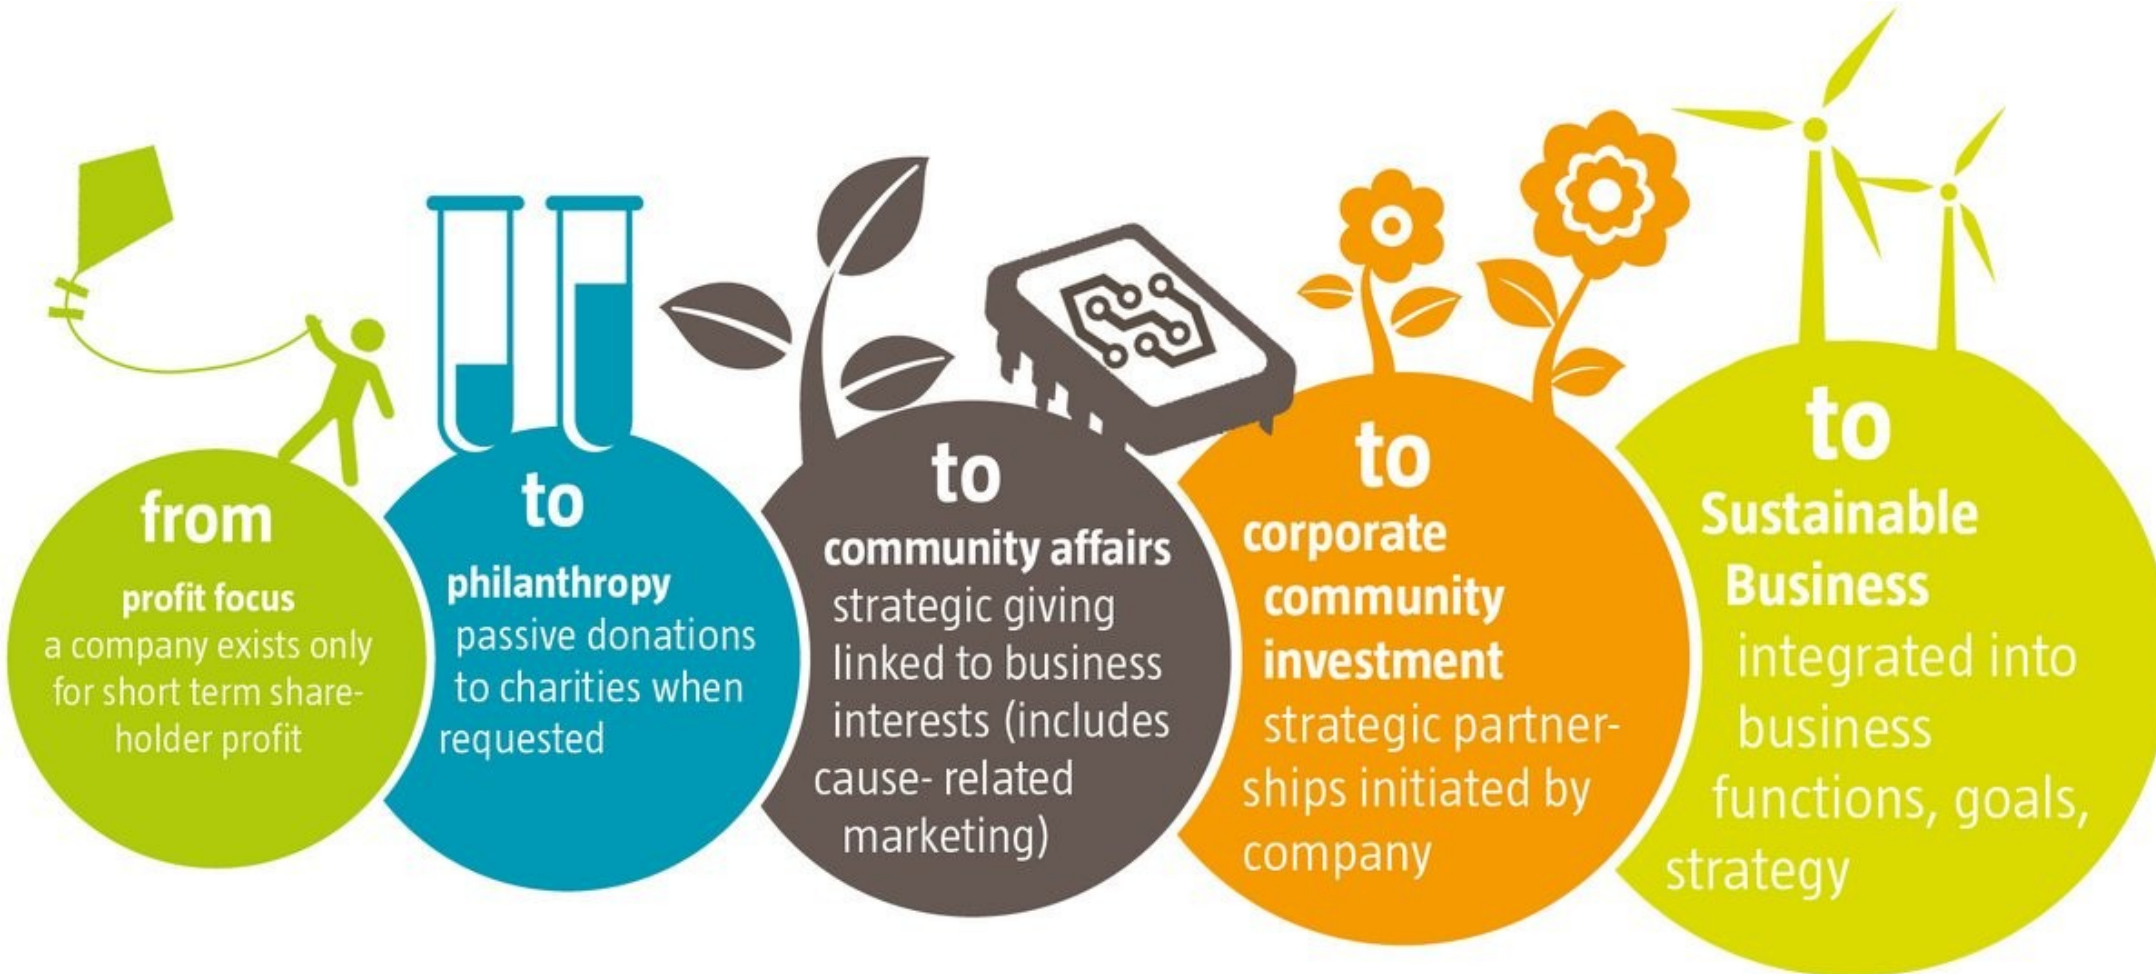 from
profit focus
a company exists only
for short term share-
holder profit
to
philanthropy
passive donations
to charities when
requested
to
community affairs
strategic giving
linked to business
interests (includes
cause- related
marketing)
to
corporate
community
investment
strategic partner-
ships initiated by
company
to
Sustainable
Business
integrated into
business
functions, goals,
strategy